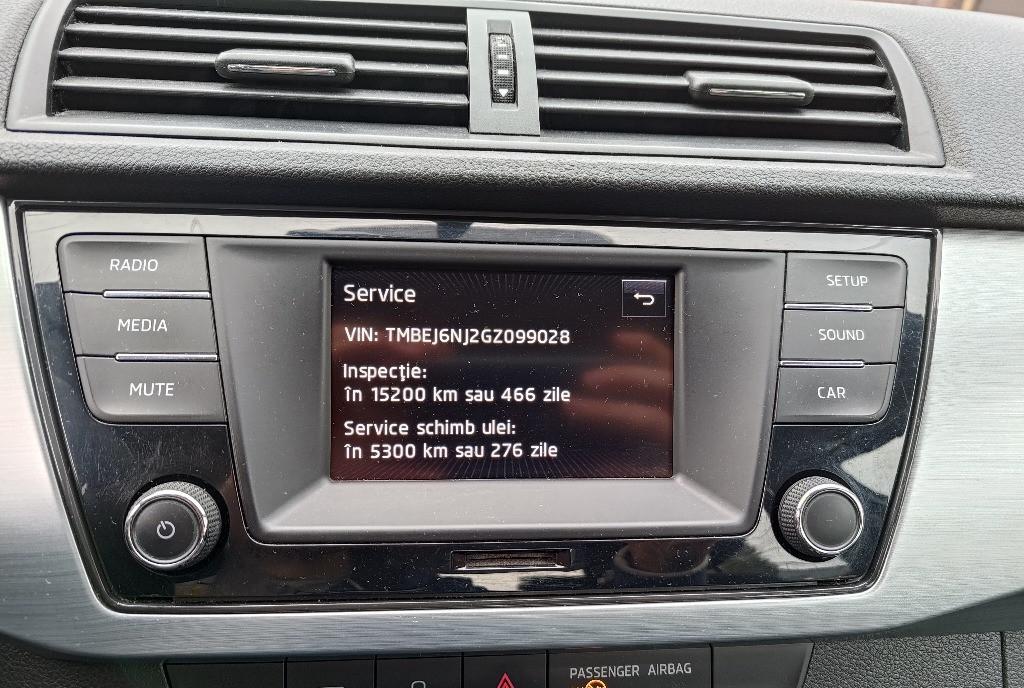 RADIO
MEDIA
MUTE
Service
VIN: TMBEJ6NJ2GZ099028
Inspecţie:
în 15200 km sau 466 zile
Service schimb ulei:
în 5300 km sau 276 zile
SETUP
SOUND
CAR
PASSENGER AIRBAG